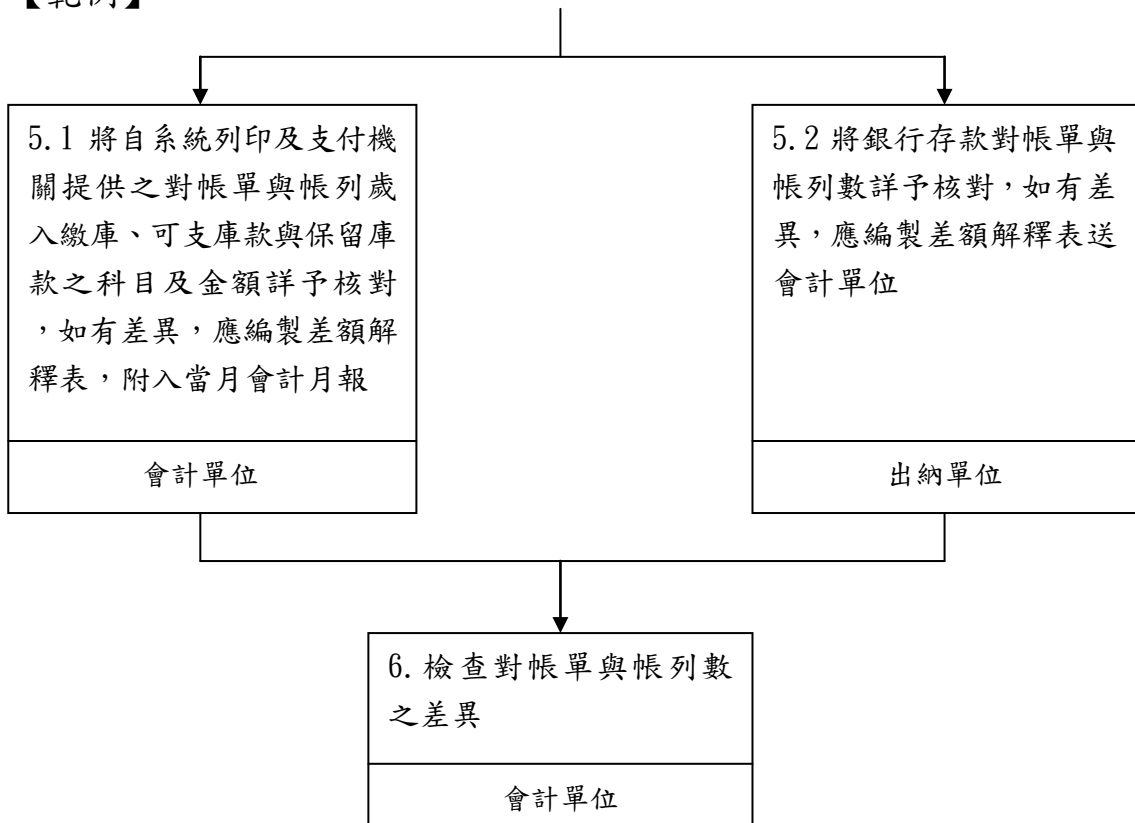 【範例】
5.1 將自系統列印及支付機
關提供之對帳單與帳列歲
入繳庫、可支庫款與保留庫
款之科目及金額詳予核對
，如有差異，應編製差額解
釋表，附入當月會計月報
會計單位
5.2 將銀行存款對帳單與
帳列數詳予核對，如有差
異，應編製差額解釋表送
會計單位
出納單位
6. 檢查對帳單與帳列數
之差異
會計單位